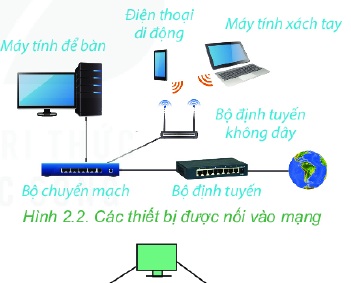 Điện thoại
di động
Máy tính xách tay
Máy tính để bàn
Bộ định tuyến
không dây
Bộ chuyển mạch
Bộ định tuyến
Hình 2.2. Các thiết bị được nối vào mạng